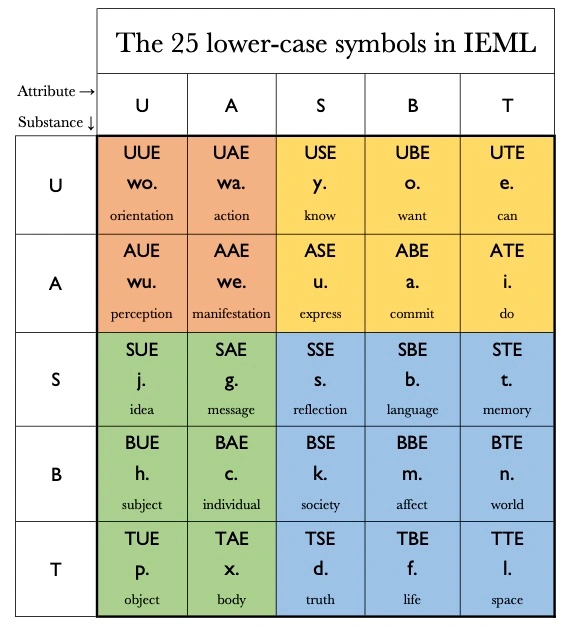 The 25 lower-case symbols in IEML
Attribute →
Substance ↓
U A S B T
U
UUE UAE USE UBE UTE
wo. wa. y. o. e.
orientation action know want can
A
AUE AAE ASE ABE ATE
wu. we. u. a. i.
perception manifestation express commit do
S
SUE SAE SSE SBE STE
j. g. s. b. t.
idea message reflection language memory
B
BUE BAE BSE BBE BTE
h. c. k. m. n.
subject individual society affect world
T
TUE TAE TSE TBE TTE
p. x. d. f. l.
object body truth life space